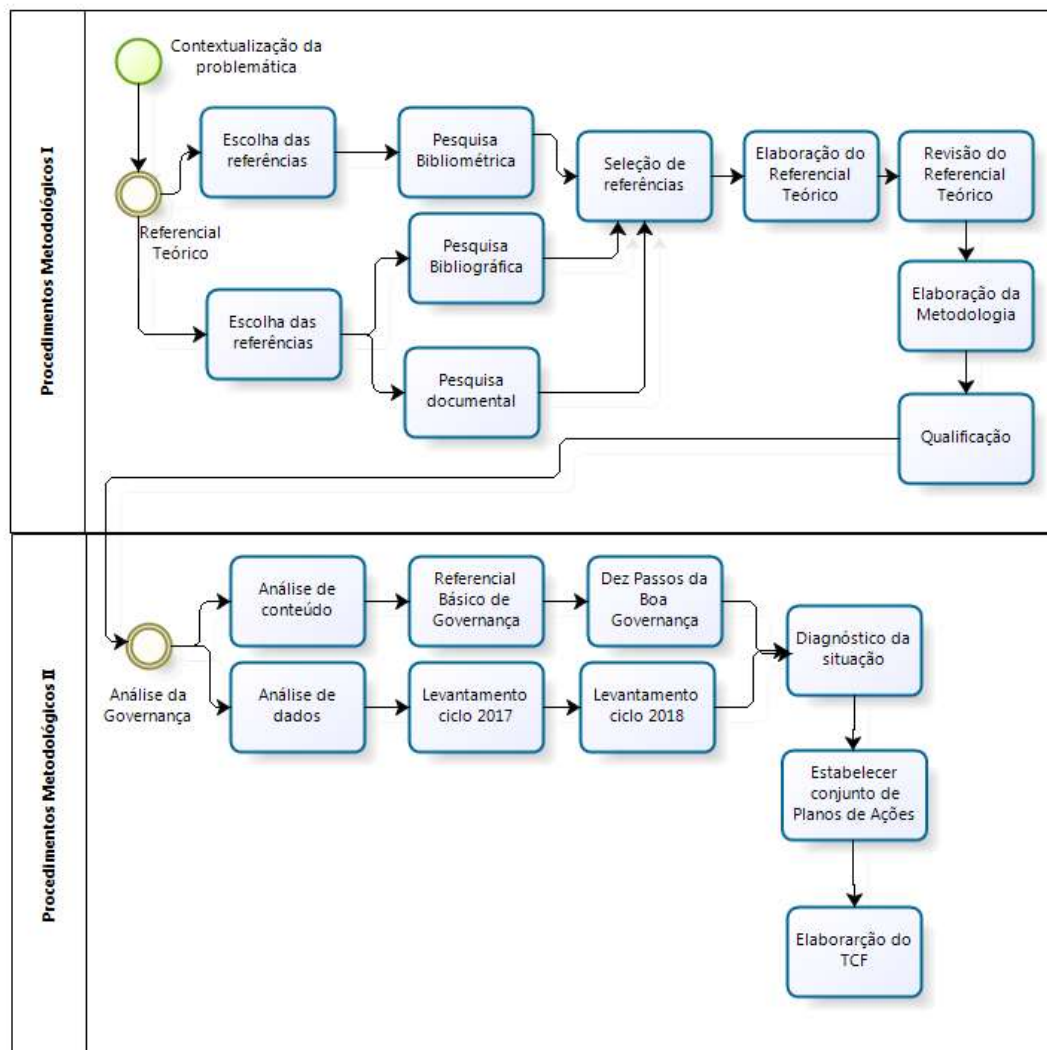 Procedimentos Metodológicos I
Contextualização da
problemática
Referencial
Teórico
Escolha das
referências
Pesquisa
Bibliométrica
Seleção de
referências
Elaboração do
Referencial
Teórico
Revisão do
Referencial
Teórico
Pesquisa
Bibliográfica
Escolha das
referências
Pesquisa
documental
Elaboração da
Metodologia
Qualificação
Procedimentos Metodológicos II
Análise da
Governança
Análise de
conteúdo
Referencial
Básico de
Governança
Dez Passos da
Boa
Governança
Análise de
dados
Levantamento
ciclo 2017
Levantamento
ciclo 2018
Diagnóstico da
situação
Estabelecer
conjunto de
Planos de Ações
Elaborarção do
TCF